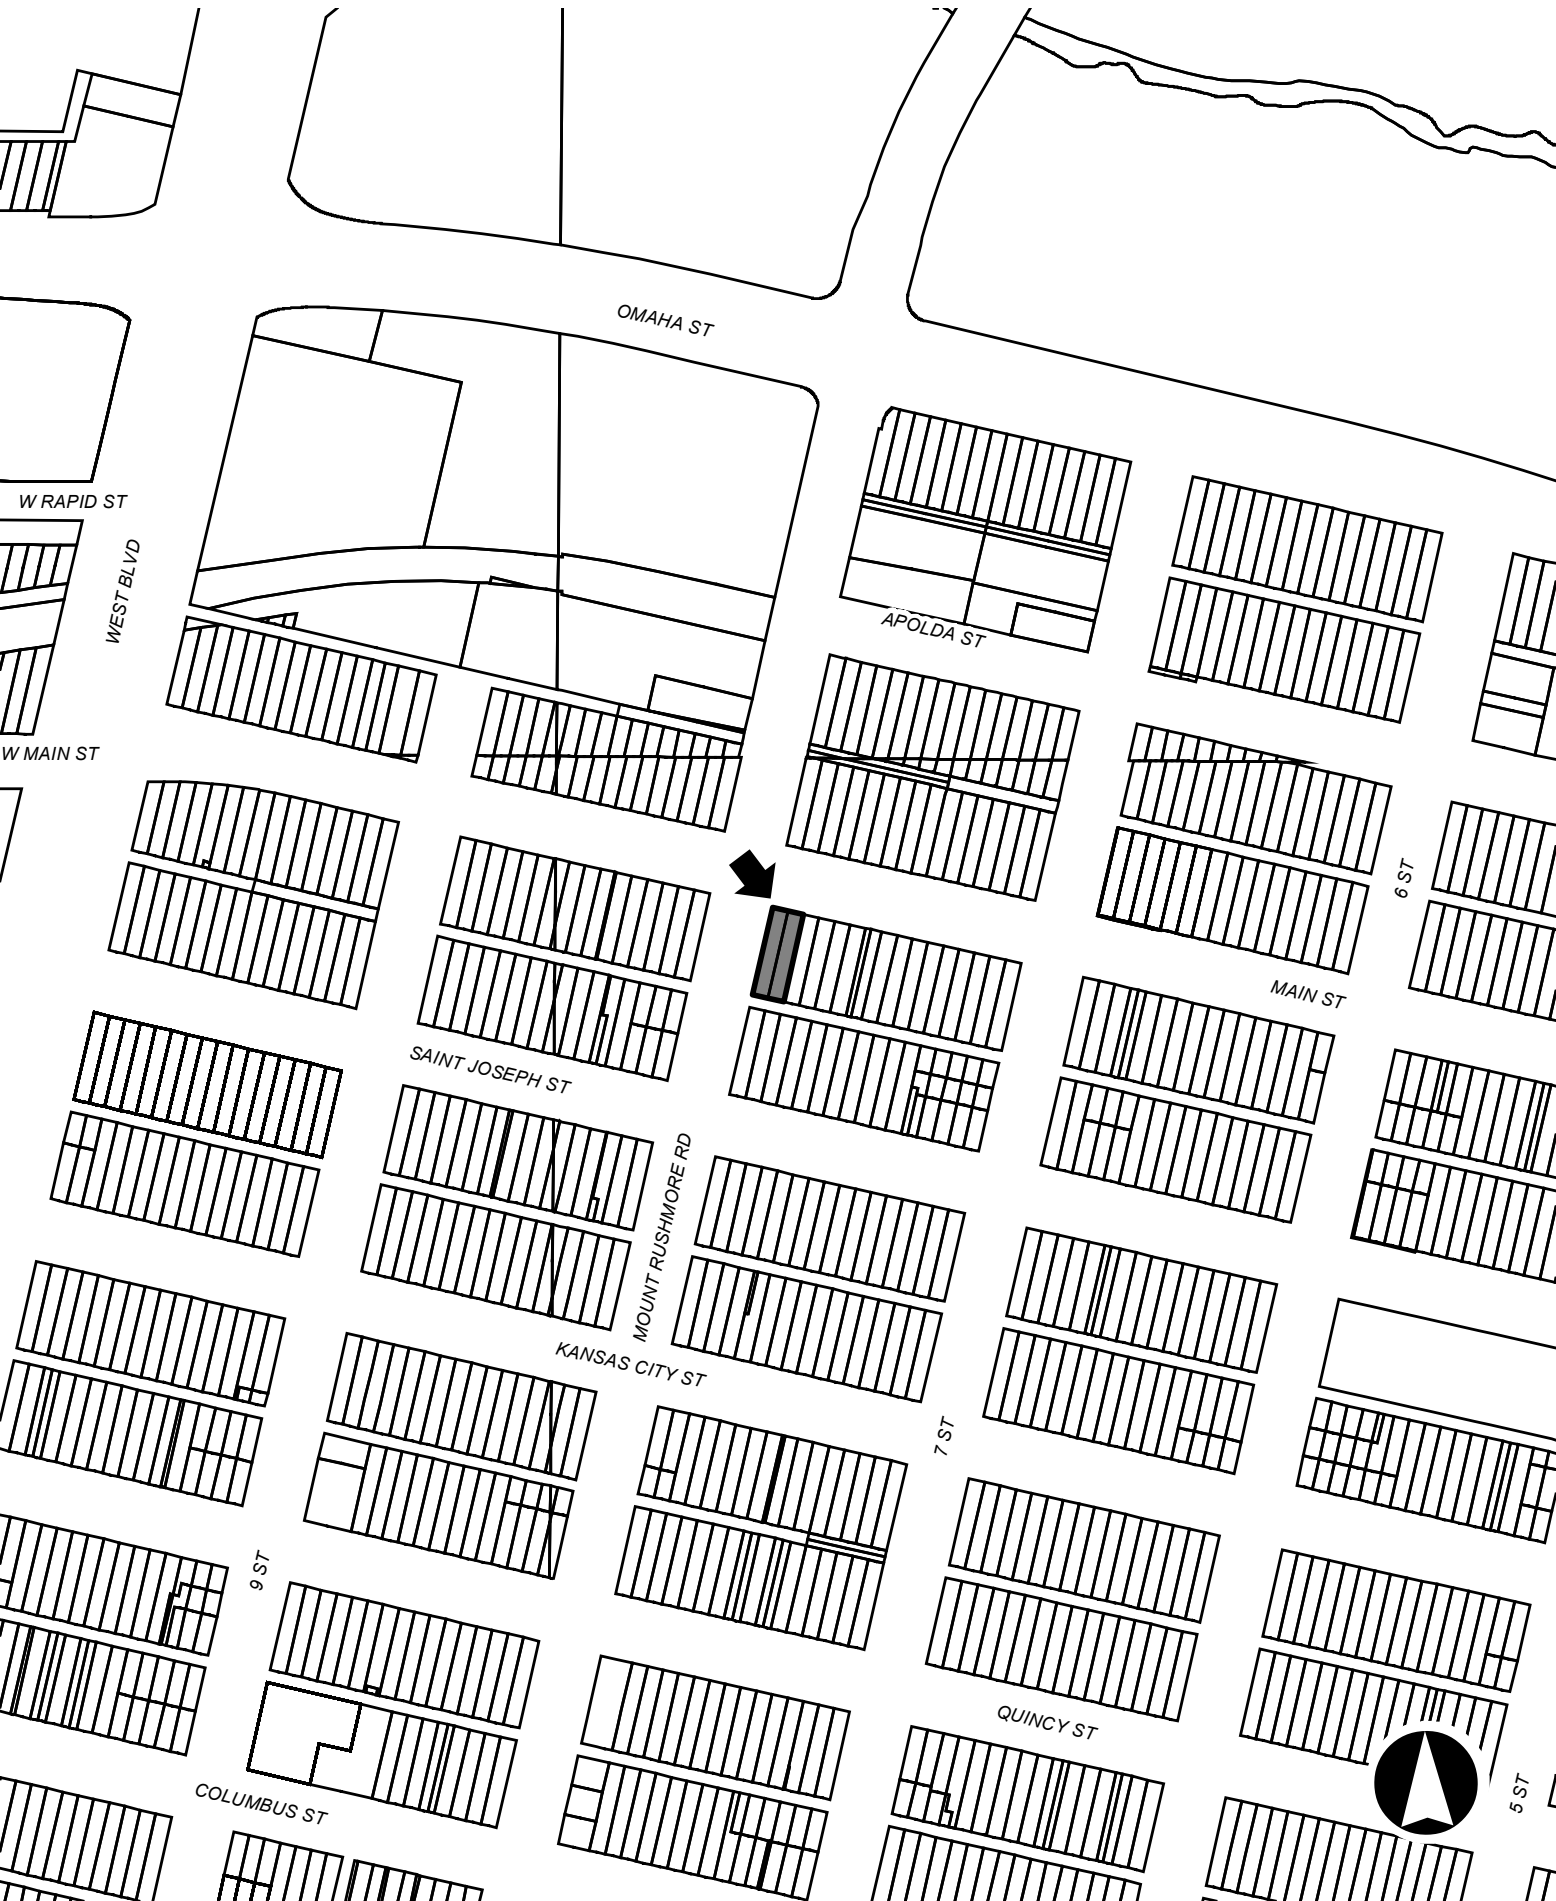 OMAHA ST
W RAPID ST
WEST BLVD
APOLDA ST
W MAIN ST
6 ST
MAIN ST
SAINT JOSEPH ST
MOUNT RUSHMORE RD
KANSAS CITY ST
7 ST
9 ST
QUINCY ST
5 ST
COLUMBUS ST